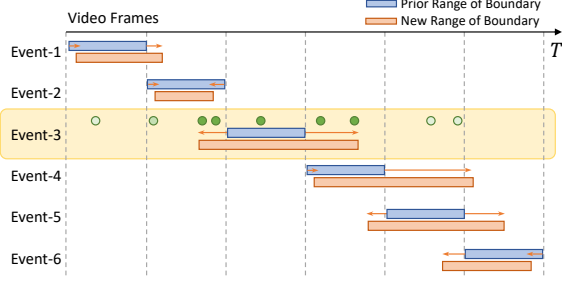 Prior Range of Boundary
Video Frames
New Range of Boundary
T
Event-1
Event-2
Event-3
Event-4
Event-5
Event-6